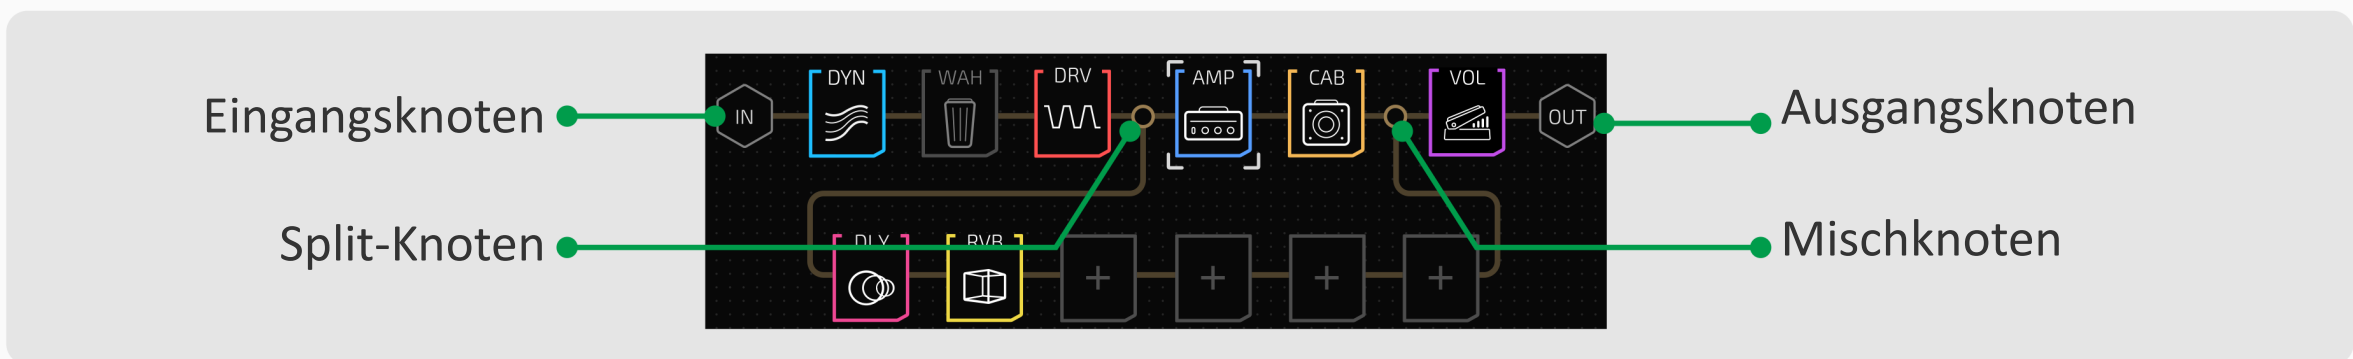 Eingangsknoten
IN
DYN
WAH
DRV
AMP
CAB
VOL
OUT
Ausgangsknoten
Split-Knoten
DLY
RVB
Mischknoten